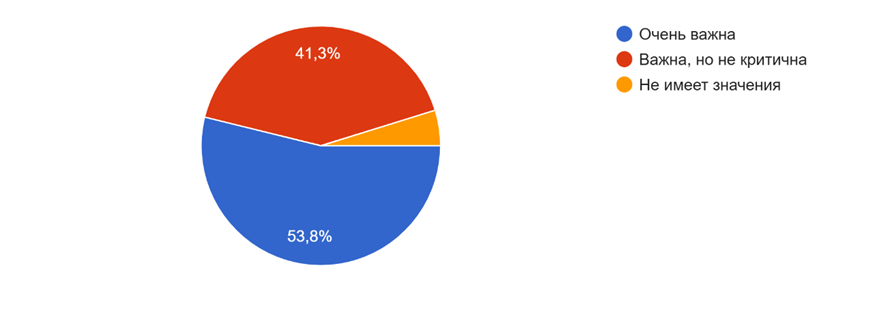 41,3%
53,8%
Очень важна
Важна, но не критична
Не имеет значения